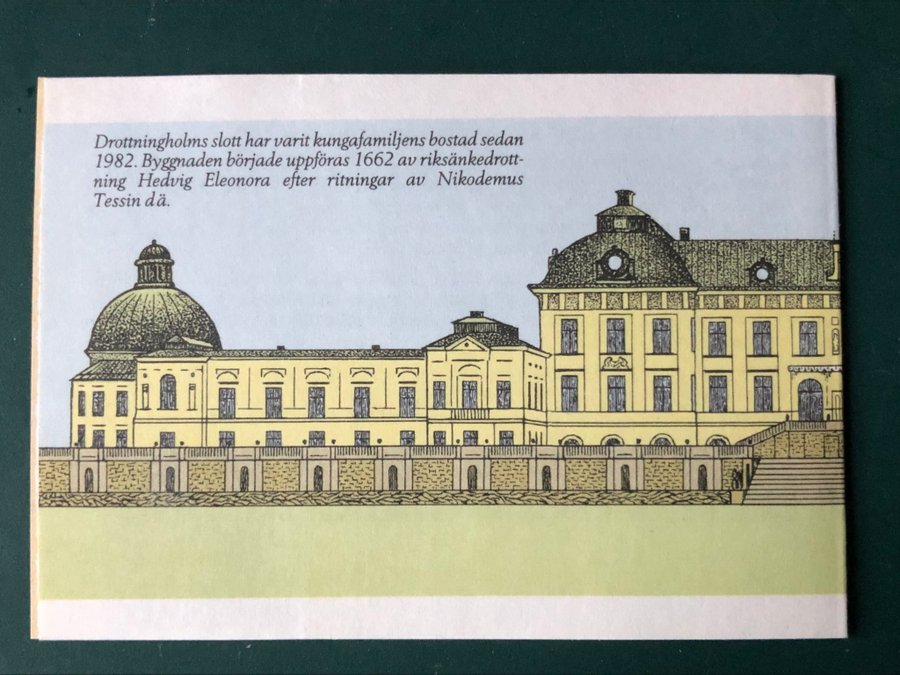 Drottningholms slott har varit kungafamiljens bostad sedan
1982. Byggnaden började uppföras 1662 av riksänkedrott-
ning Hedvig Eleonora efter ritningar av Nikodemus
Tessin d ä.